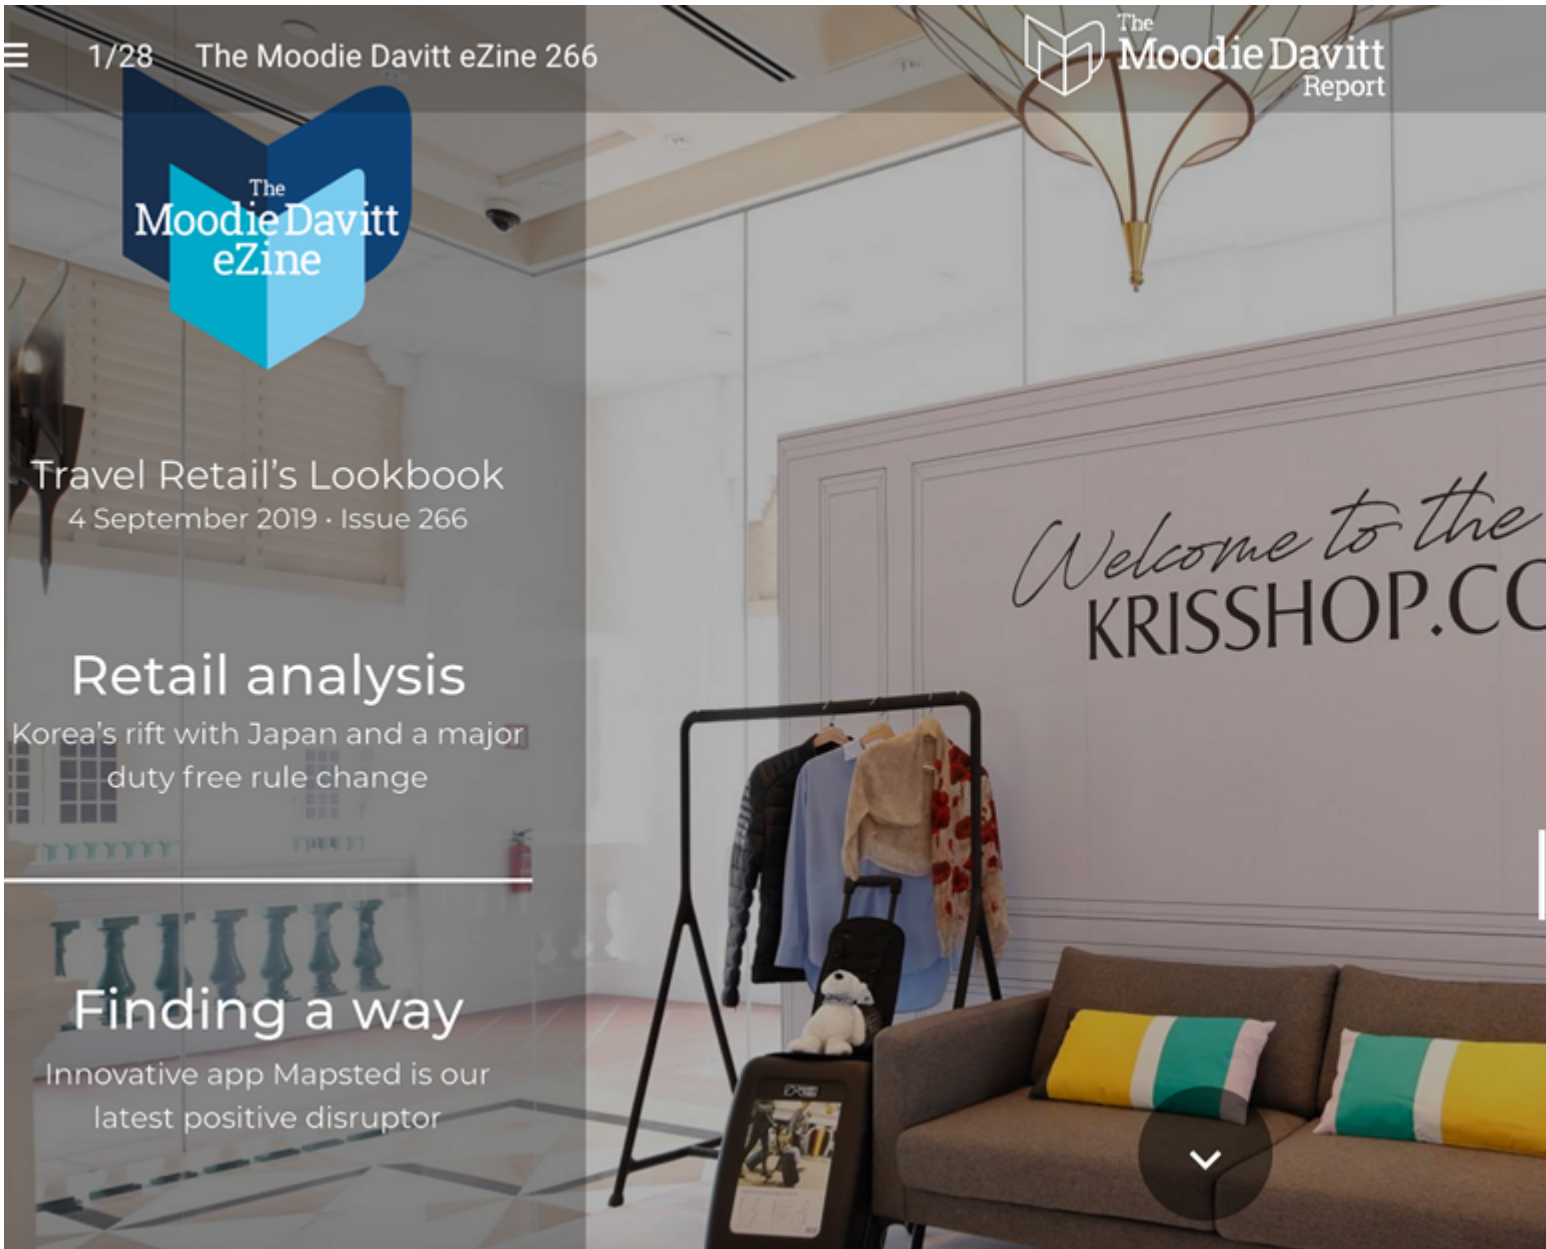 1/28 The Moodie Davitt eZine 266
The
Moodie Davitt
Report
The
Moodie Davitt
eZine
Travel Retail’s Lookbook
4 September 2019 • Issue 266
Welcome to the
KRISSHOP.CO
Retail analysis
Korea’s rift with Japan and a major
duty free rule change
Finding a way
Innovative app Mapsted is our
latest positive disruptor